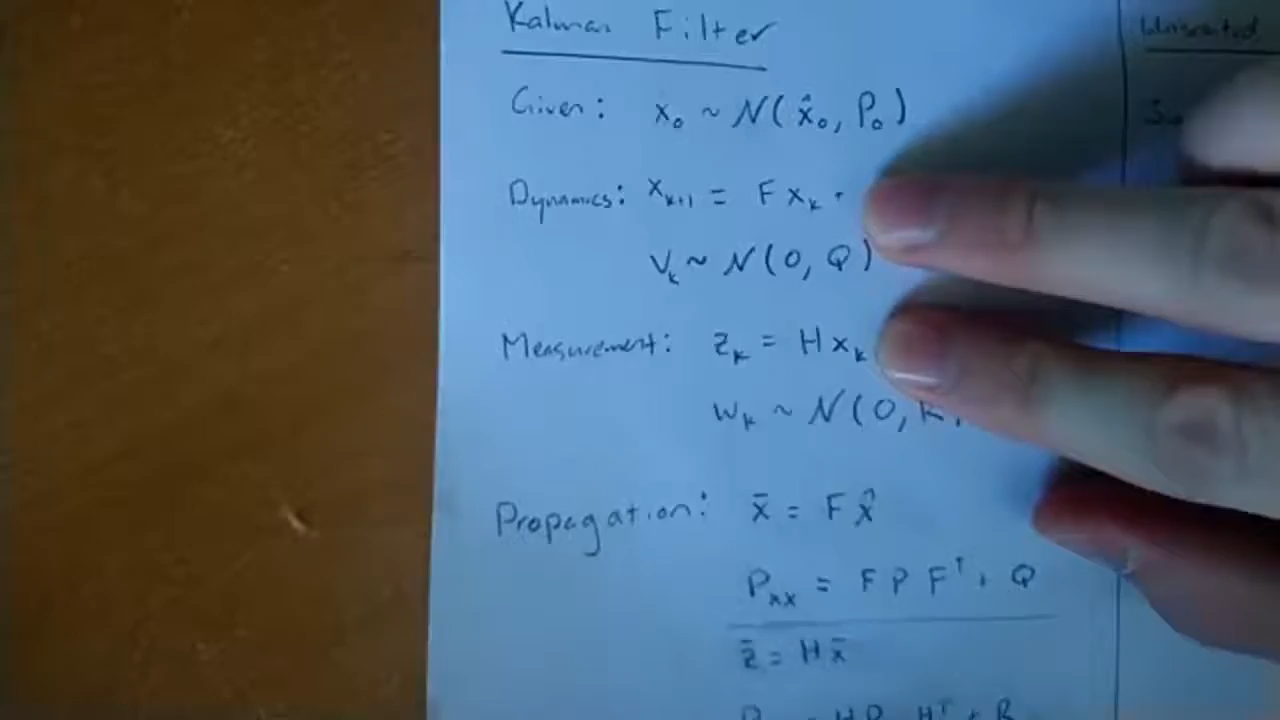 Kalman Filter
Given: x₀ ~ N(x̂₀, P₀)
Dynamics: xₖ₊₁ = F xₖ
vₖ ~ N(0, Q)
Measurement: zₖ = H xₖ
wₖ ~ N(0, R
Propagation: x̄ = F x̂
Pₓₓ = F P Fᵀ + Q
z̄ = H x̄
Unscented